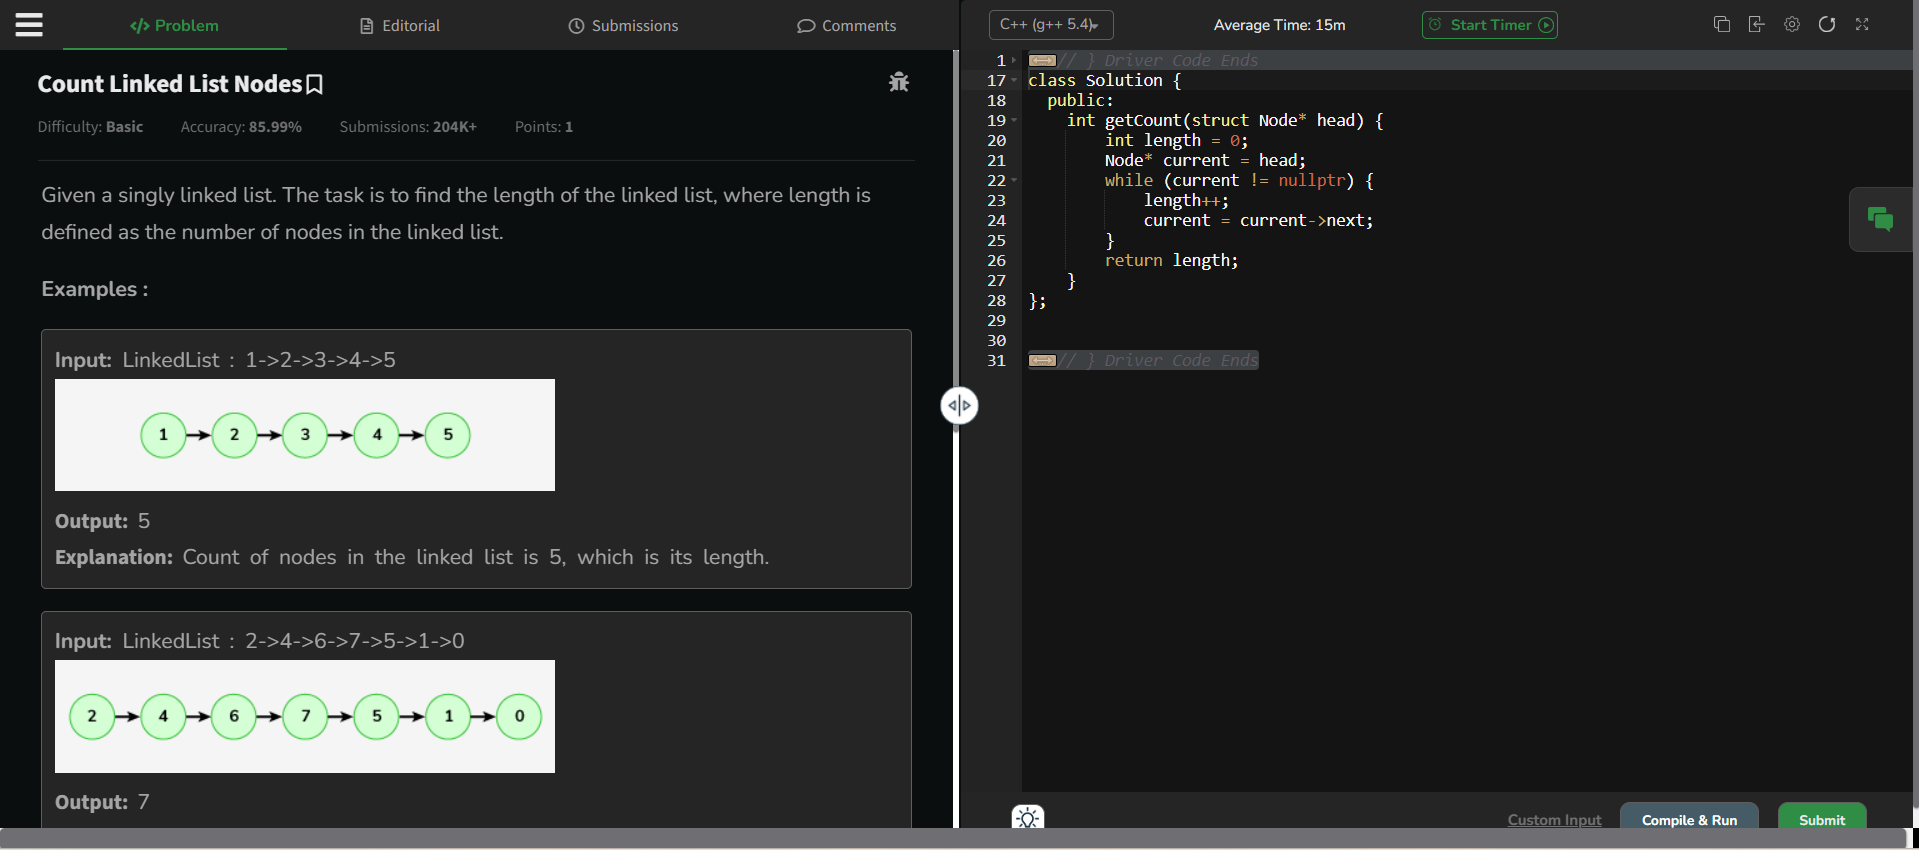 </> Problem
Editorial
Submissions
Comments
Count Linked List Nodes
Difficulty: Basic Accuracy: 85.99% Submissions: 204K+ Points: 1
Given a singly linked list. The task is to find the length of the linked list, where length is
defined as the number of nodes in the linked list.
Examples :
Input: LinkedList : 1->2->3->4->5
1 2 3 4 5
Output: 5
Explanation: Count of nodes in the linked list is 5, which is its length.
Input: LinkedList : 2->4->6->7->5->1->0
2 4 6 7 5 1 0
Output: 7
C++ (g++ 5.4)
Average Time: 15m
Start Timer
1 // } Driver Code Ends
17 class Solution {
18   public:
19     int getCount(struct Node* head) {
20         int length = 0;
21         Node* current = head;
22         while (current != nullptr) {
23             length++;
24             current = current->next;
25         }
26         return length;
27     }
28 };
29
30
31 // } Driver Code Ends
Custom Input
Compile & Run
Submit